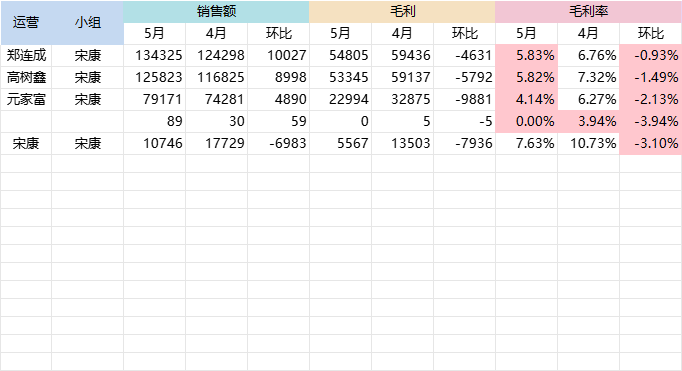 运营 小组 销售额 毛利 毛利率
5月 4月 环比 5月 4月 环比 5月 4月 环比
郑连成 宋康 134325 124298 10027 54805 59436 -4631 5.83% 6.76% -0.93%
高树鑫 宋康 125823 116825 8998 53345 59137 -5792 5.82% 7.32% -1.49%
元家富 宋康 79171 74281 4890 22994 32875 -9881 4.14% 6.27% -2.13%
89 30 59 0 5 -5 0.00% 3.94% -3.94%
宋康 宋康 10746 17729 -6983 5567 13503 -7936 7.63% 10.73% -3.10%